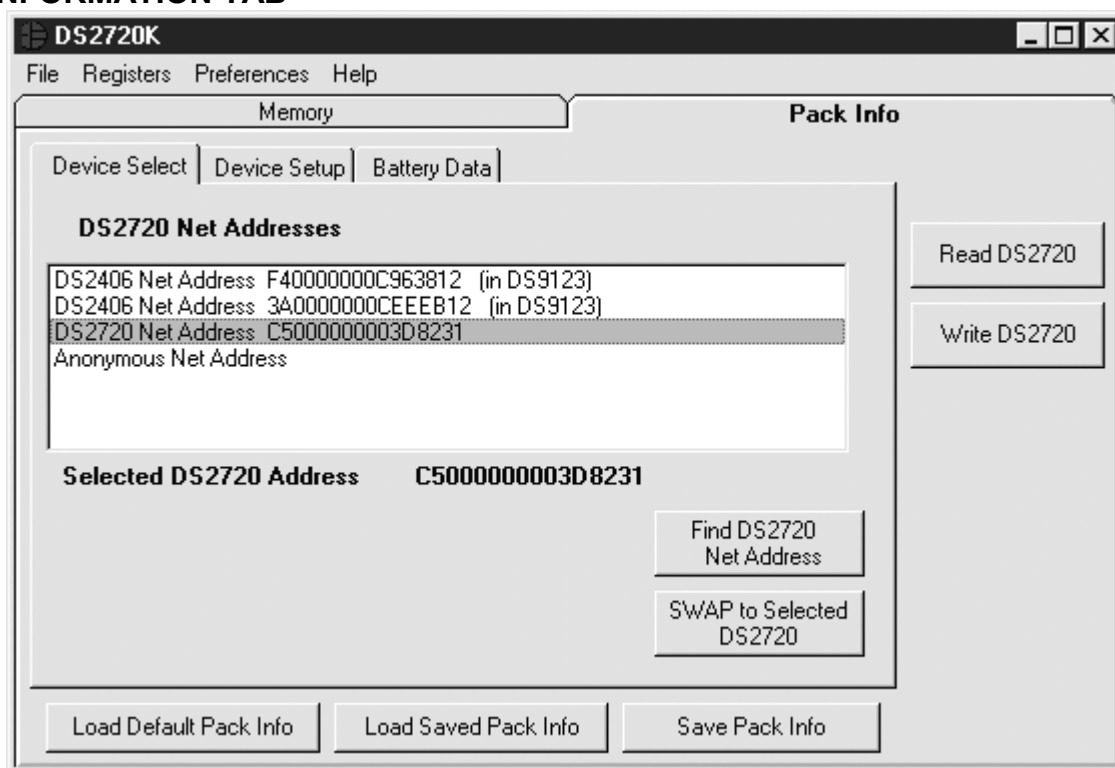 NFORMATION TAB
DS2720K
File Registers Preferences Help
Memory Pack Info
Device Select Device Setup Battery Data
DS2720 Net Addresses
DS2406 Net Address F40000000C963812 (in DS9123)
DS2406 Net Address 3A0000000CEEEB12 (in DS9123)
DS2720 Net Address C5000000003D8231
Anonymous Net Address
Selected DS2720 Address C5000000003D8231
Read DS2720
Write DS2720
Find DS2720
Net Address
SWAP to Selected
DS2720
Load Default Pack Info Load Saved Pack Info Save Pack Info